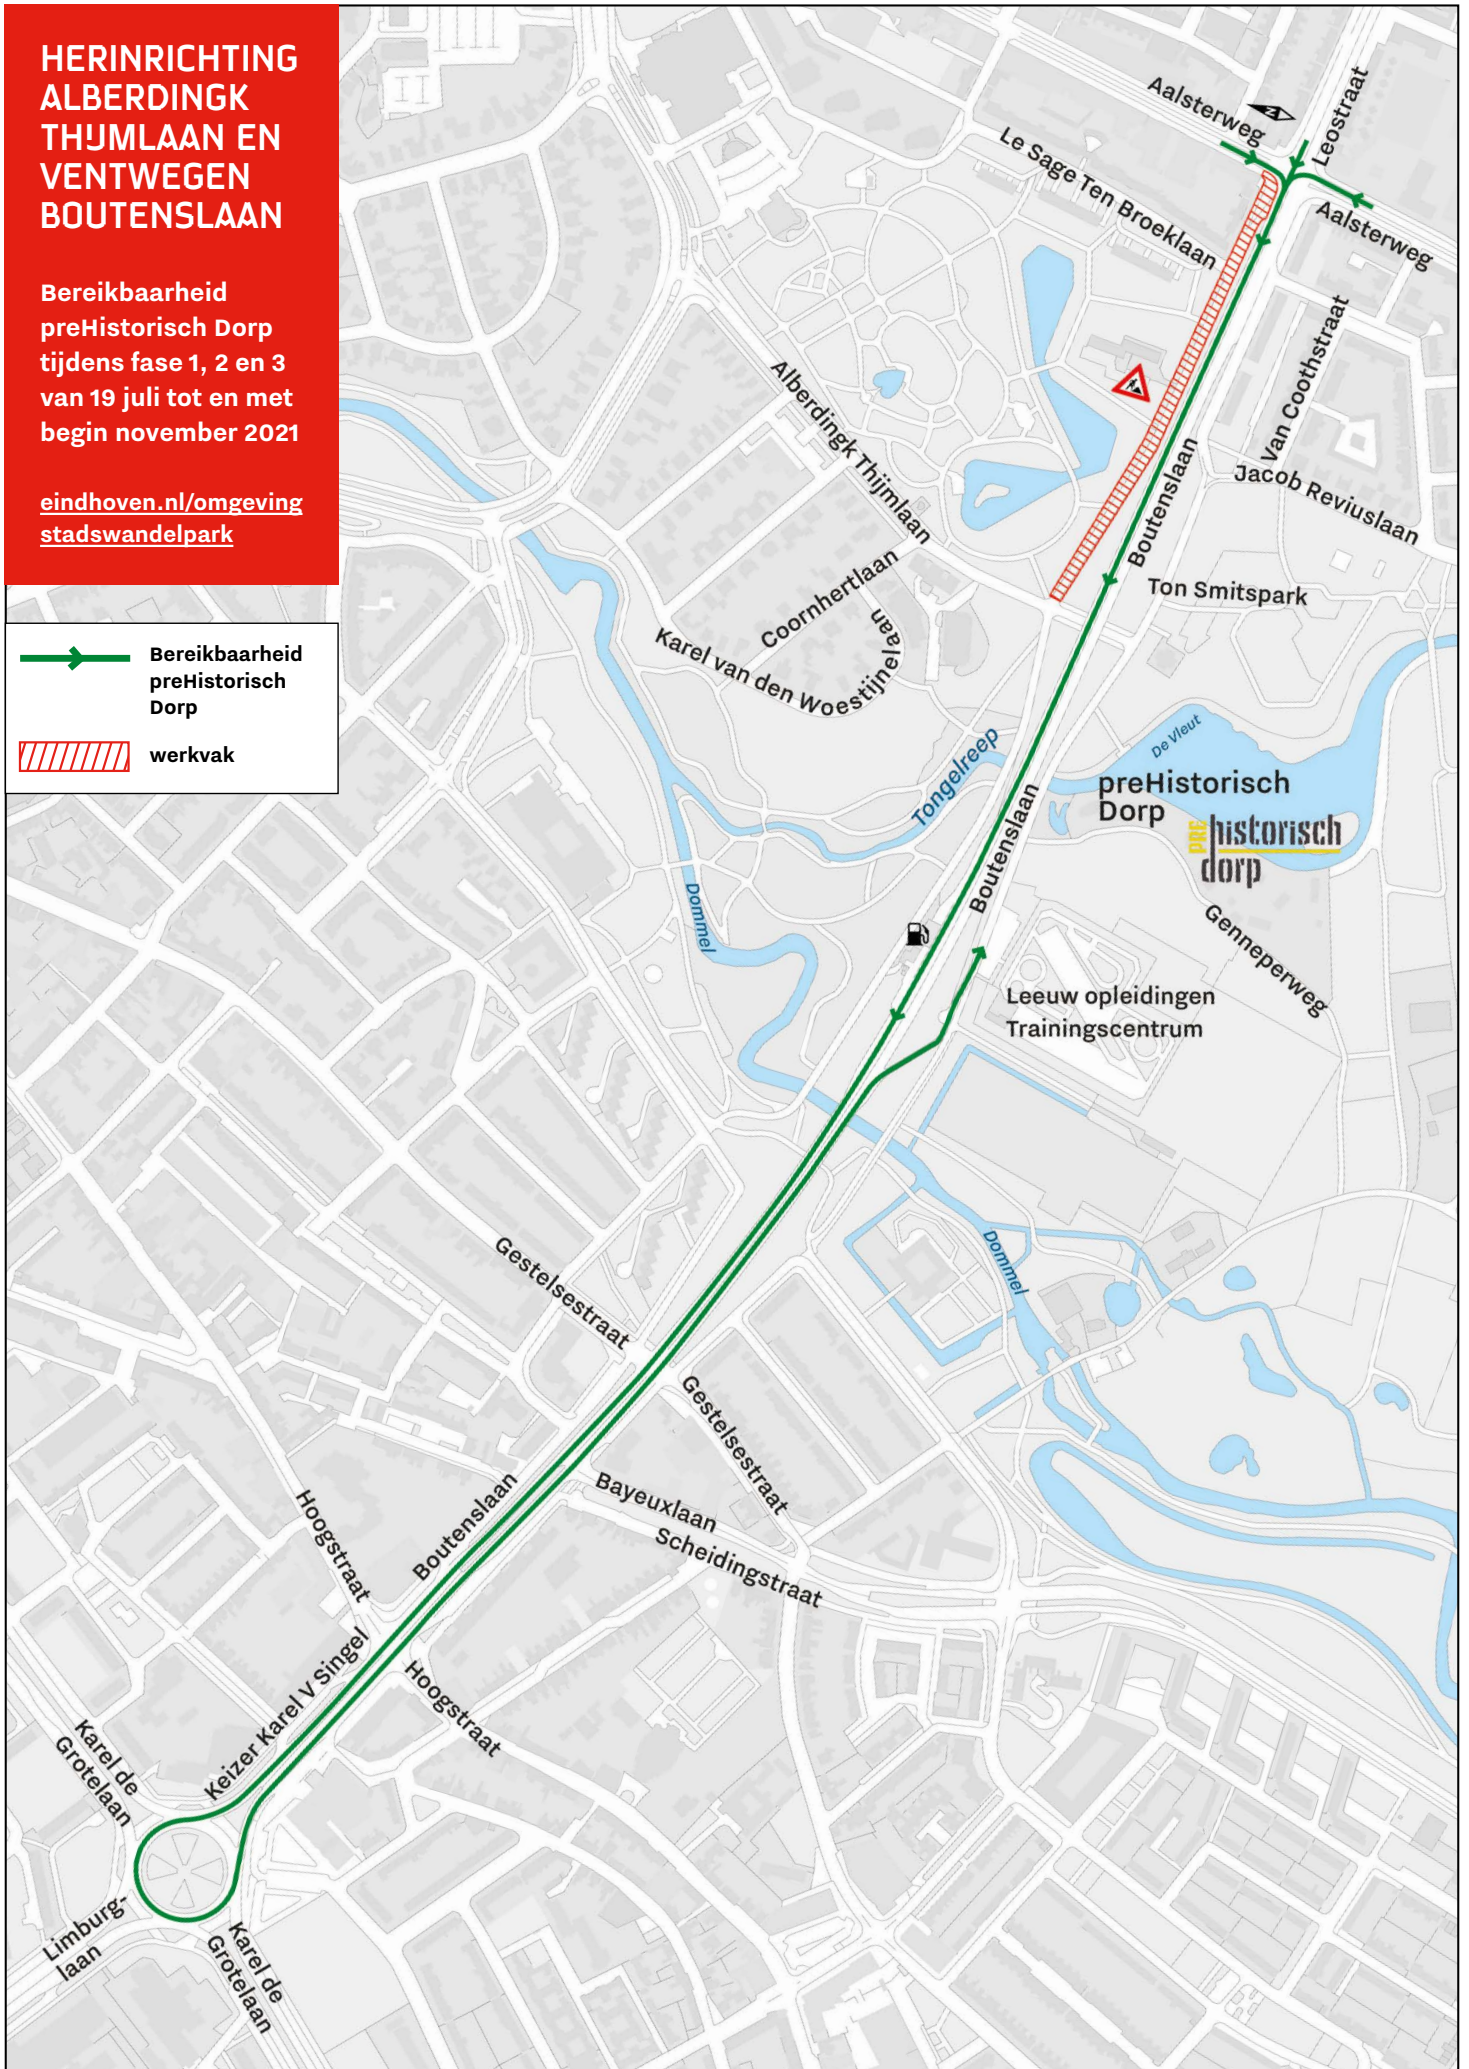 HERINRICHTING
ALBERDINGK
THIJMLAAN EN
VENTWEGEN
BOUTENSLAAN
Bereikbaarheid
preHistorisch Dorp
tijdens fase 1, 2 en 3
van 19 juli tot en met
begin november 2021
eindhoven.nl/omgeving
stadswandelpark
Bereikbaarheid
preHistorisch
Dorp
werkvak
Aalsterweg
N
Leostraat
Le Sage Ten Broeklaan
Aalsterweg
Van Coothstraat
Alberdingk Thijmlaan
Boutenslaan
Jacob Reviuslaan
Coornhertlaan
Ton Smitspark
Karel van den Woestijnelaan
Tongelreep
De Vleut
preHistorisch
Dorp
PRE
historisch
dorp
Boutenslaan
Dommel
Genneperweg
Leeuw opleidingen
Trainingscentrum
Dommel
Gestelsestraat
Gestelsestraat
Bayeuxlaan
Scheidingstraat
Boutenslaan
Hoogstraat
Keizer Karel V Singel
Hoogstraat
Karel de
Grotelaan
Limburg-
laan
Karel de
Grotelaan